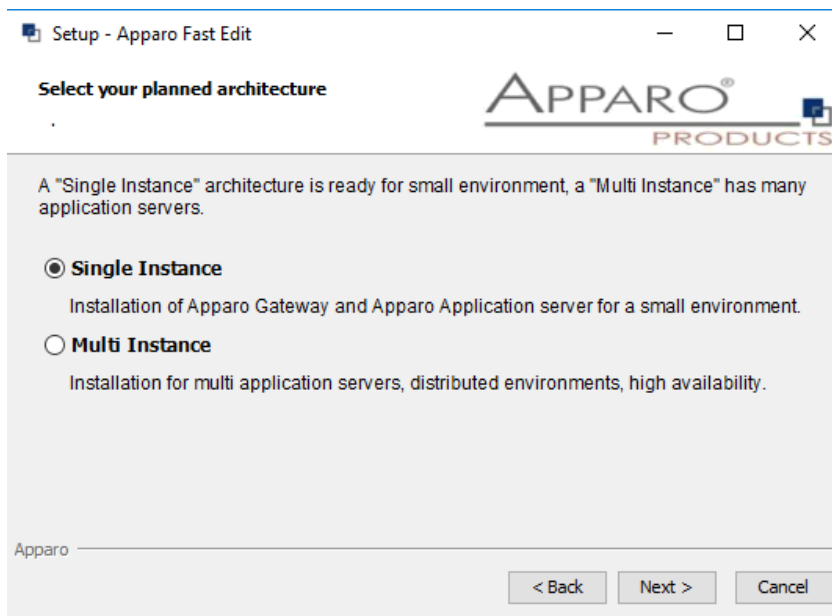 Setup - Apparo Fast Edit
Select your planned architecture
.
APPARO®
PRODUCTS
A "Single Instance" architecture is ready for small environment, a "Multi Instance" has many
application servers.
Single Instance
Installation of Apparo Gateway and Apparo Application server for a small environment.
Multi Instance
Installation for multi application servers, distributed environments, high availability.
Apparo
< Back
Next >
Cancel